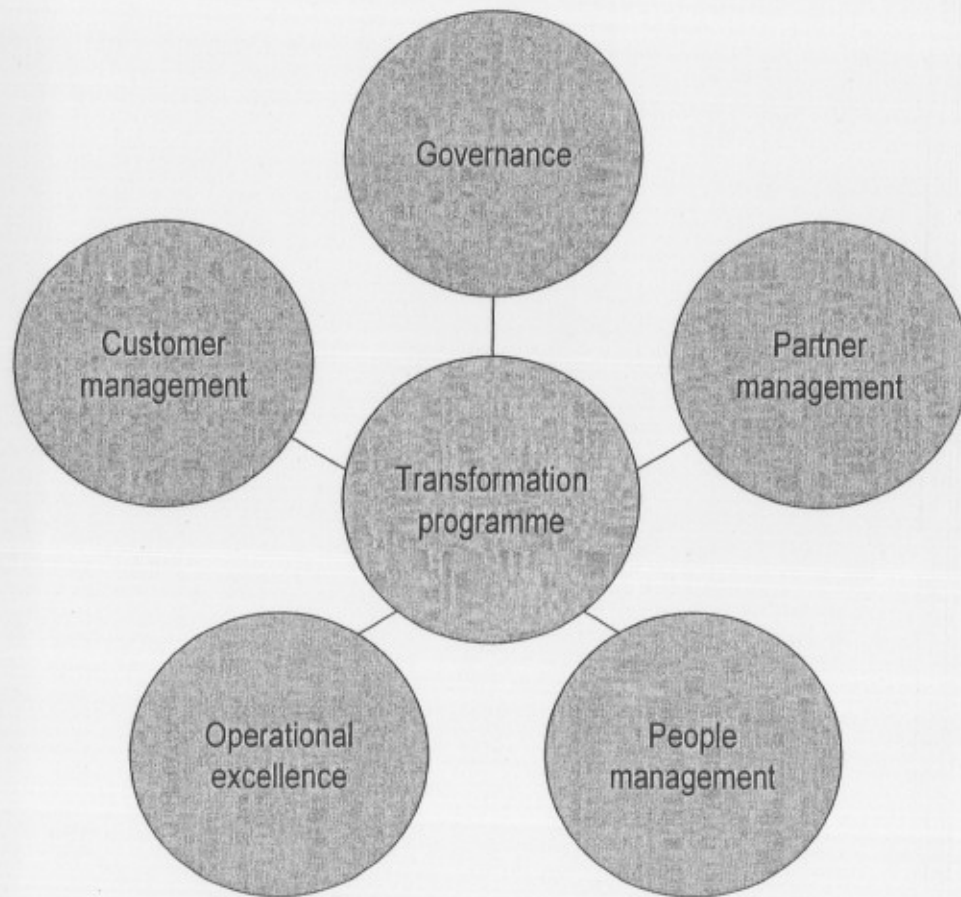 Governance
Customer
management
Partner
management
Transformation
programme
Operational
excellence
People
management